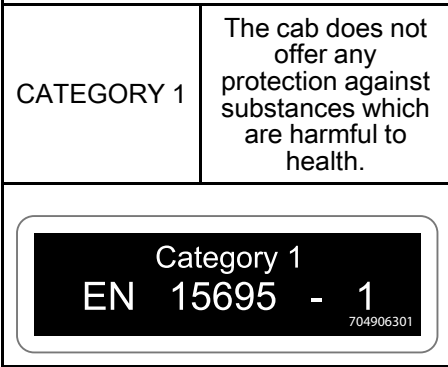 CATEGORY 1
The cab does not
offer any
protection against
substances which
are harmful to
health.
Category 1
EN 15695 - 1
704906301